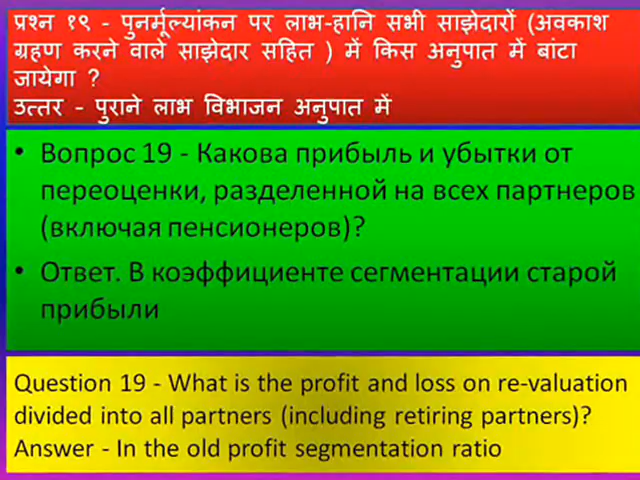 प्रश्न १९ - पुनर्मूल्यांकन पर लाभ-हानि सभी साझेदारों (अवकाश
ग्रहण करने वाले साझेदार सहित ) में किस अनुपात में बांटा
जायेगा ?
उत्तर - पुराने लाभ विभाजन अनुपात में
• Вопрос 19 - Какова прибыль и убытки от
переоценки, разделенной на всех партнеров
(включая пенсионеров)?
• Ответ. В коэффициенте сегментации старой
прибыли
Question 19 - What is the profit and loss on re-valuation
divided into all partners (including retiring partners)?
Answer - In the old profit segmentation ratio